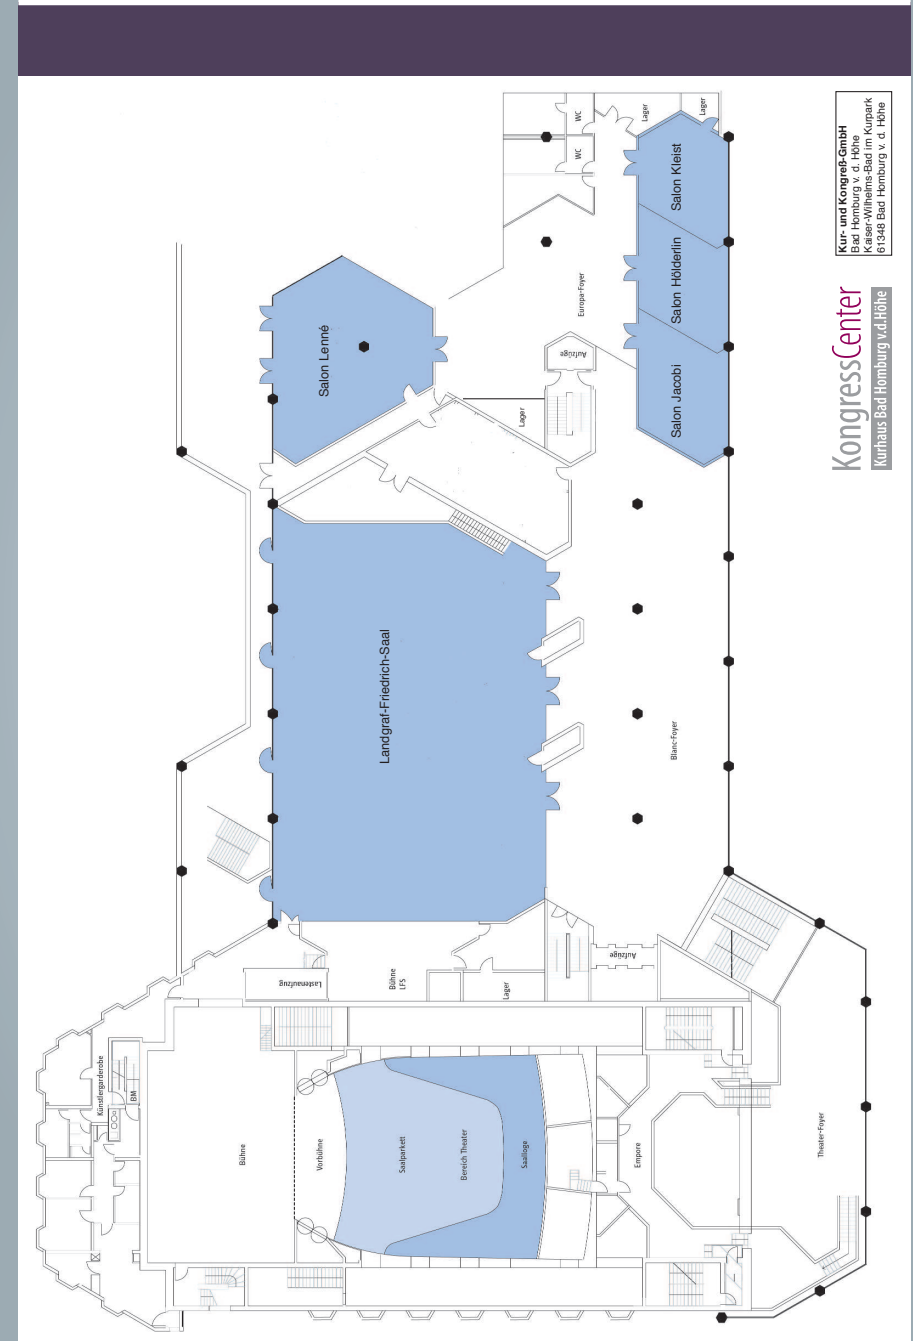 WC
WC
Lager
Lager
Kur- und Kongreß-GmbH
Bad Homburg v. d. Höhe
Kaiser-Wilhelms-Bad im Kurpark
61348 Bad Homburg v. d. Höhe
Salon Kleist
Salon Hölderlin
Salon Jacobi
Europa-Foyer
Aufzüge
Lager
Salon Lenné
KongressCenter
Kurhaus Bad Homburg v.d.Höhe
Landgraf-Friedrich-Saal
Blanc-Foyer
Aufzüge
Lastenaufzug
Bühne
LFS
Lager
Künstlergarderobe
BM
Bühne
Vorbühne
Saalparkett
Bereich Theater
Saalloge
Empore
Theater-Foyer